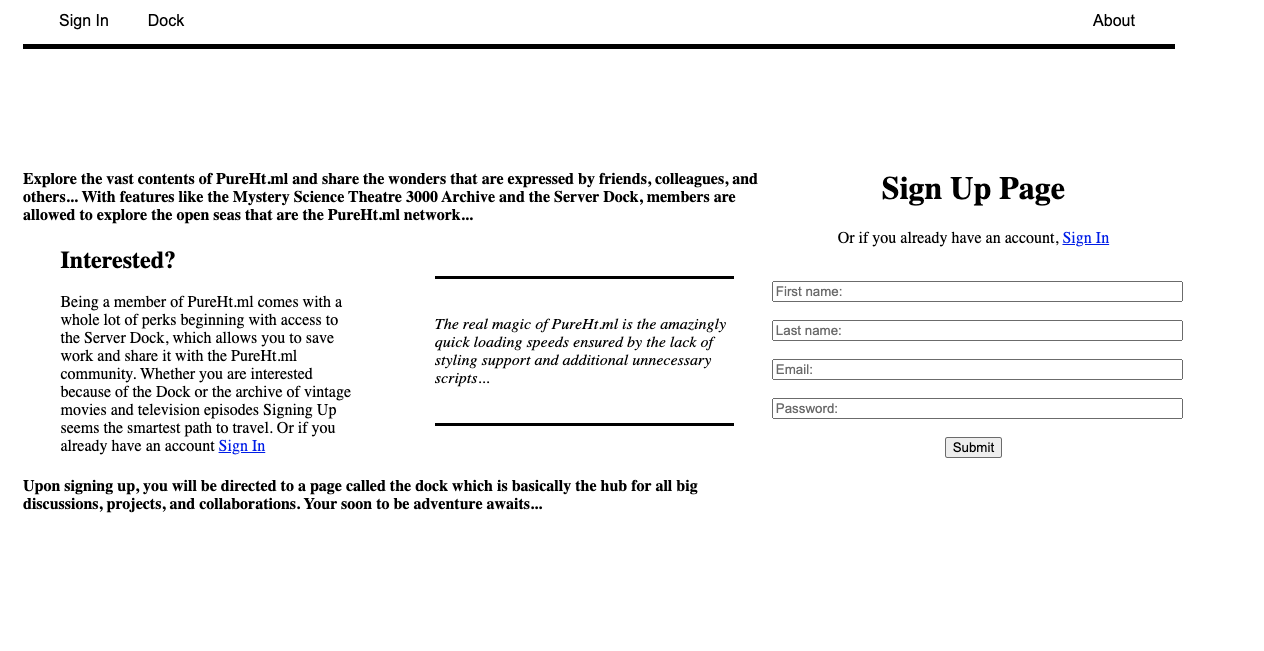 Sign In
Dock
About
Explore the vast contents of PureHt.ml and share the wonders that are expressed by friends, colleagues, and
others... With features like the Mystery Science Theatre 3000 Archive and the Server Dock, members are
allowed to explore the open seas that are the PureHt.ml network...
Interested?
Being a member of PureHt.ml comes with a
whole lot of perks beginning with access to
the Server Dock, which allows you to save
work and share it with the PureHt.ml
community. Whether you are interested
because of the Dock or the archive of vintage
movies and television episodes Signing Up
seems the smartest path to travel. Or if you
already have an account Sign In
The real magic of PureHt.ml is the amazingly
quick loading speeds ensured by the lack of
styling support and additional unnecessary
scripts...
Upon signing up, you will be directed to a page called the dock which is basically the hub for all big
discussions, projects, and collaborations. Your soon to be adventure awaits...
Sign Up Page
Or if you already have an account, Sign In
First name:
Last name:
Email:
Password:
Submit